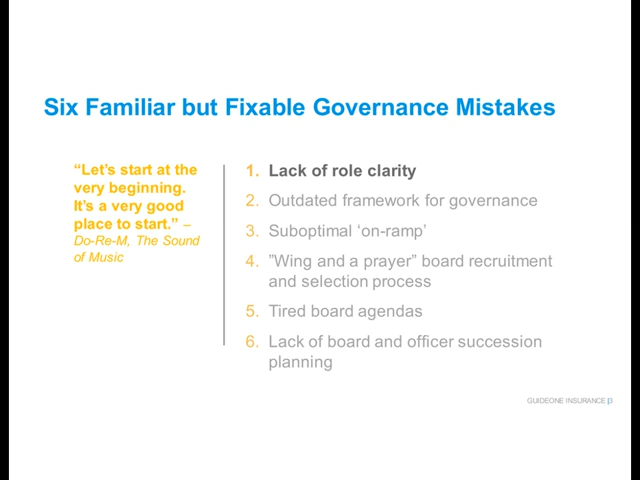 Six Familiar but Fixable Governance Mistakes
“Let’s start at the
very beginning.
It’s a very good
place to start.” –
Do-Re-M, The Sound
of Music
1. Lack of role clarity
2. Outdated framework for governance
3. Suboptimal ‘on-ramp’
4. ”Wing and a prayer” board recruitment
and selection process
5. Tired board agendas
6. Lack of board and officer succession
planning
GUIDEONE INSURANCE |3